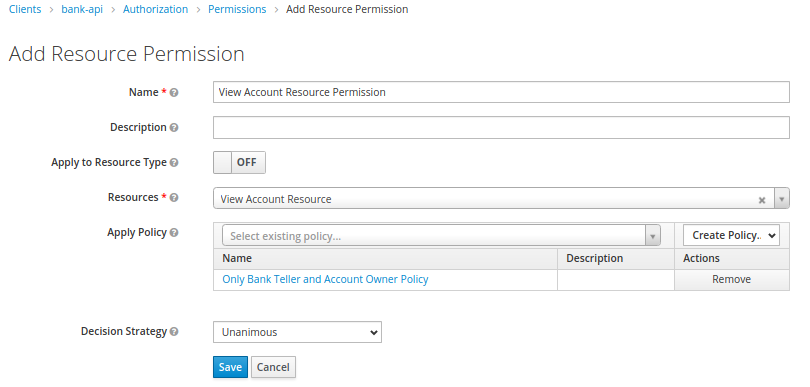 Clients > bank-api > Authorization > Permissions > Add Resource Permission
Add Resource Permission
Name * View Account Resource Permission
Description
Apply to Resource Type OFF
Resources * View Account Resource ×
Apply Policy Select existing policy... Create Policy..
Name Description Actions
Only Bank Teller and Account Owner Policy Remove
Decision Strategy Unanimous
Save Cancel